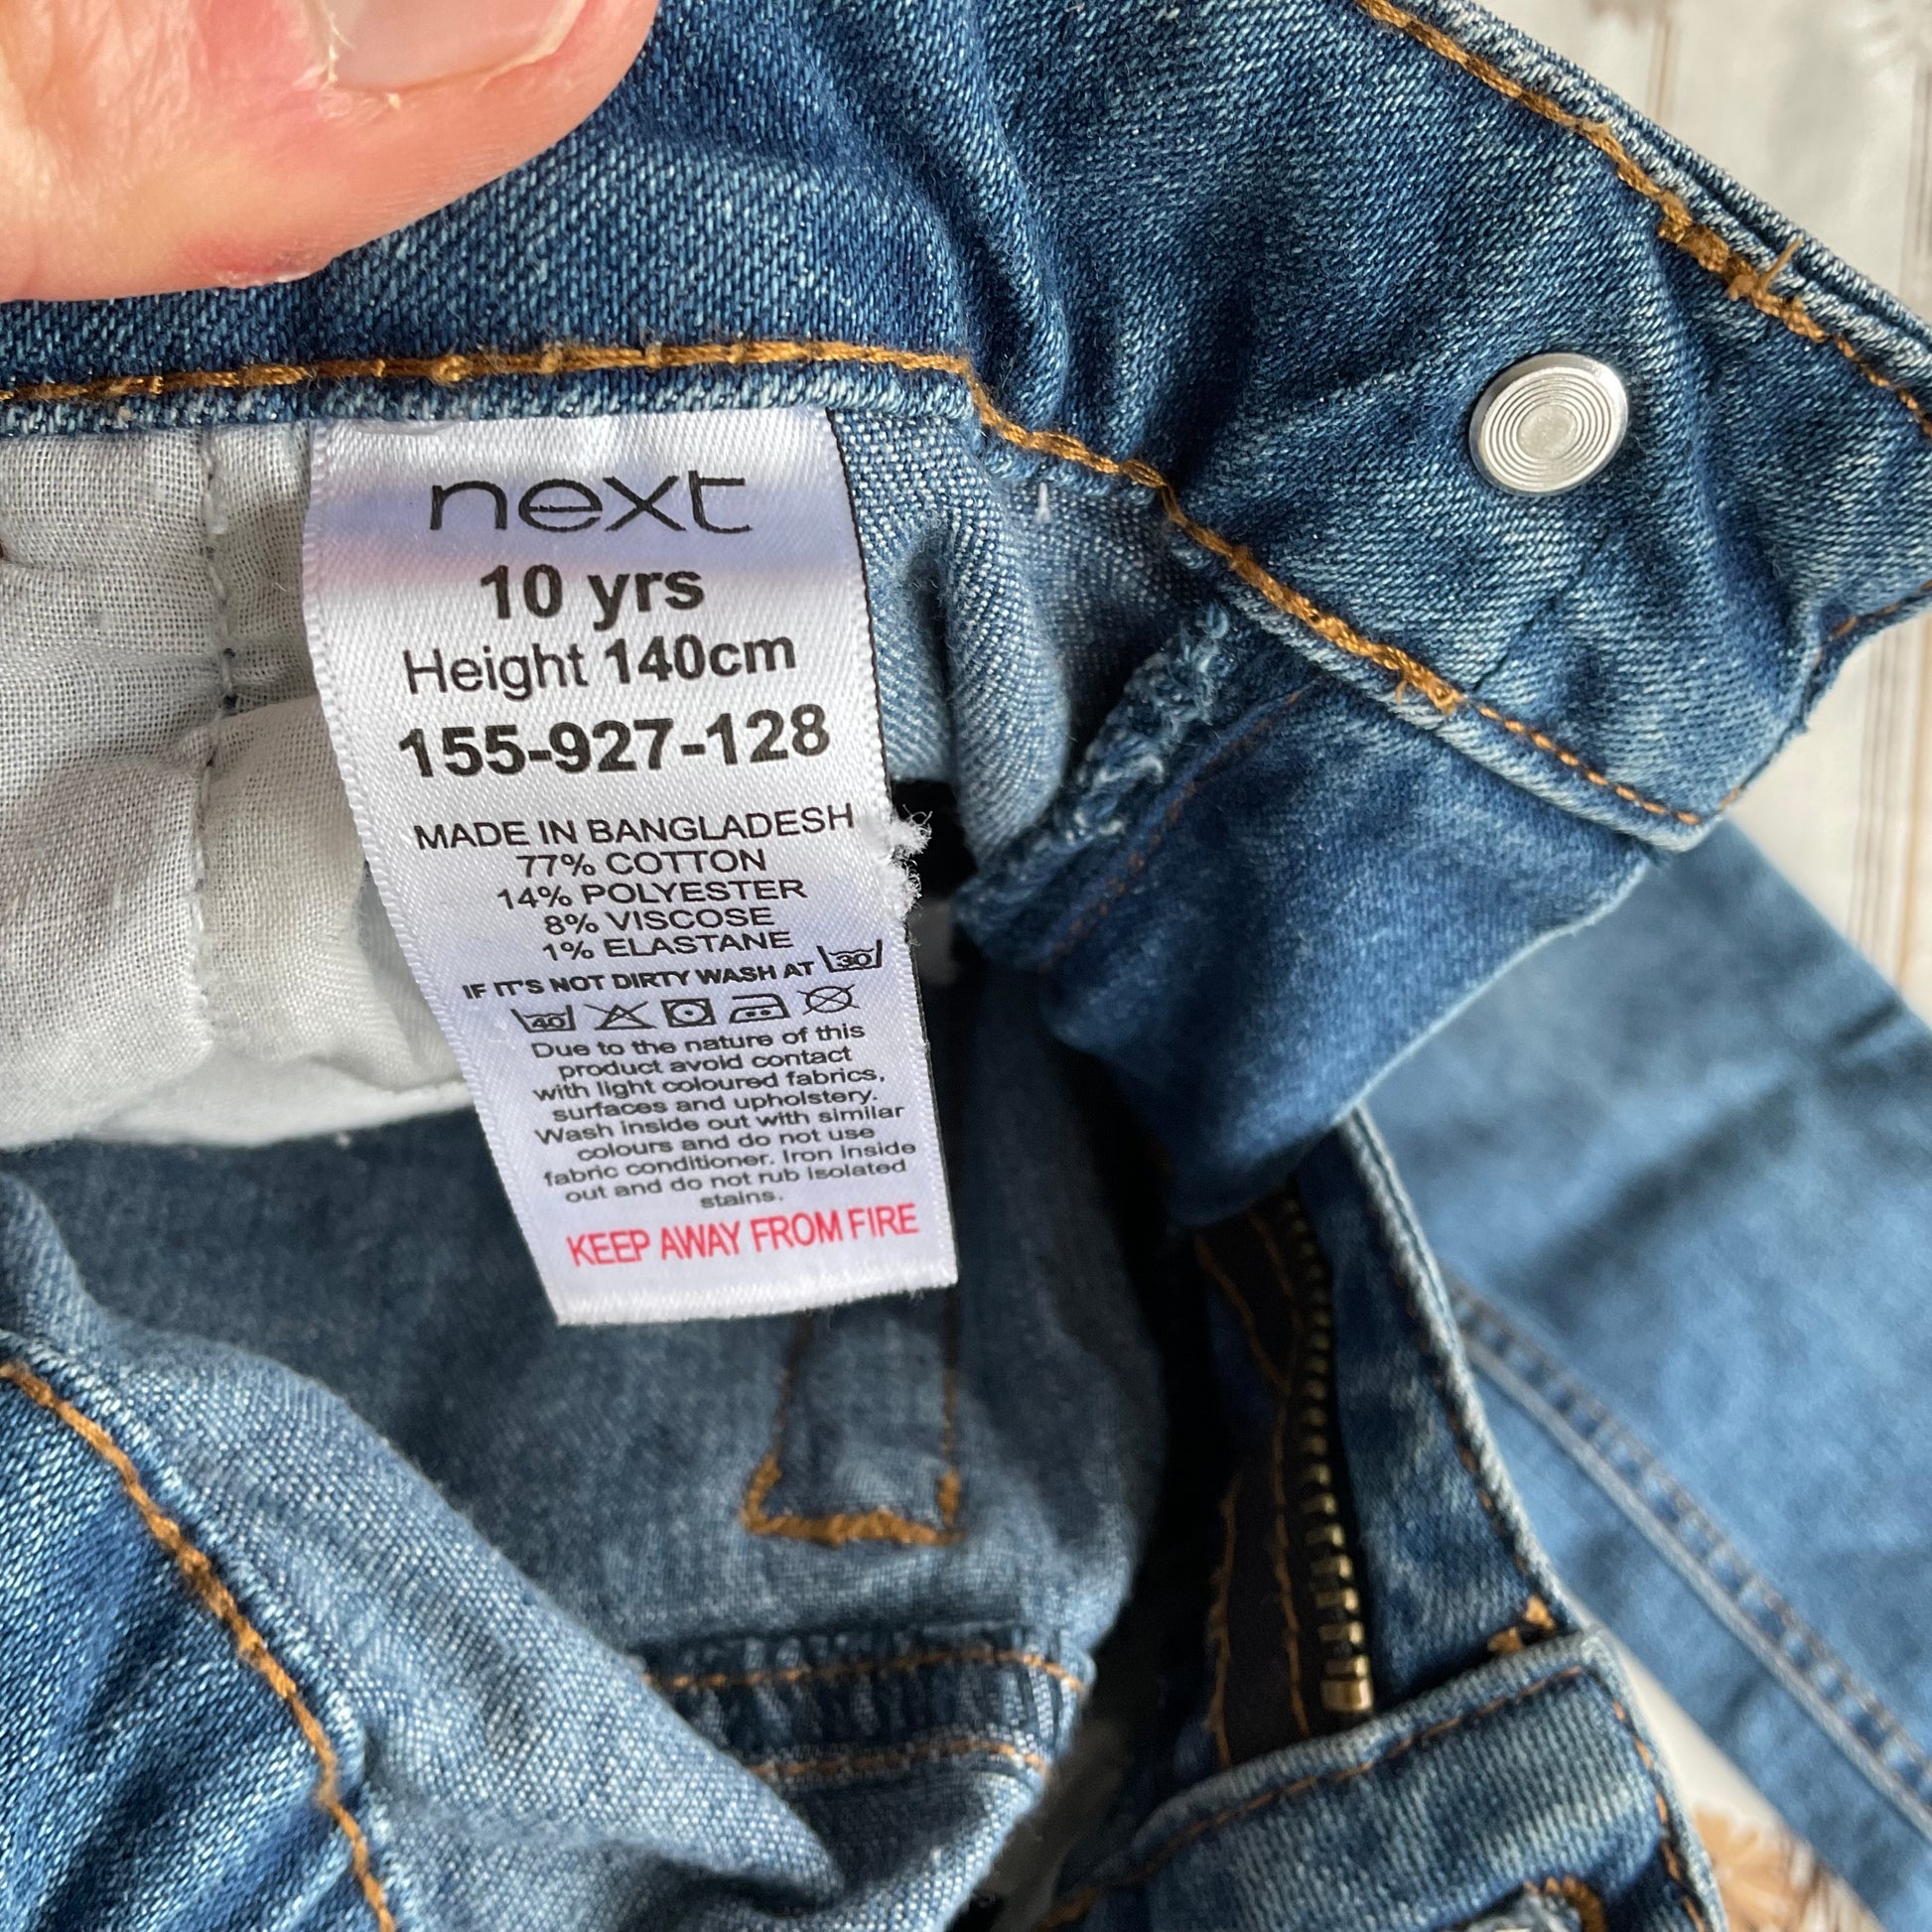 next
10 yrs
Height 140cm
155-927-128
MADE IN BANGLADESH
77% COTTON
14% POLYESTER
8% VISCOSE
1% ELASTANE
IF IT'S NOT DIRTY WASH AT 30
40
Due to the nature of this
product avoid contact
with light coloured fabrics,
surfaces and upholstery.
Wash inside out with similar
colours and do not use
fabric conditioner. Iron inside
out and do not rub isolated
stains.
KEEP AWAY FROM FIRE